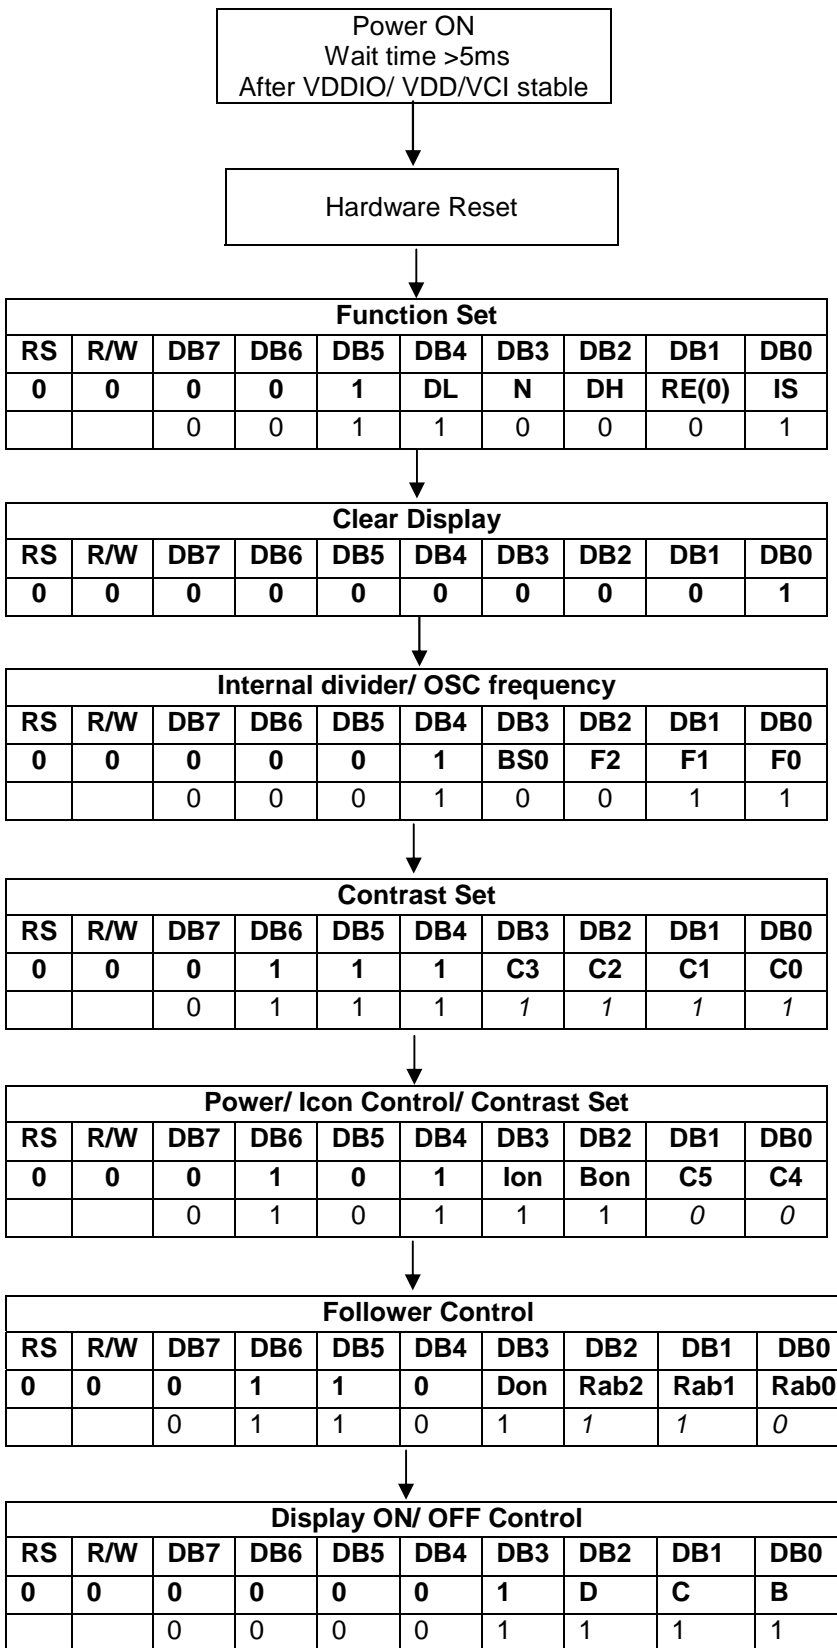 Power ON
Wait time >5ms
After VDDIO/ VDD/VCI stable
Hardware Reset
Function Set
RS R/W DB7 DB6 DB5 DB4 DB3 DB2 DB1 DB0
0 0 0 0 1 DL N DH RE(0) IS
0 0 1 1 0 0 0 1
Clear Display
RS R/W DB7 DB6 DB5 DB4 DB3 DB2 DB1 DB0
0 0 0 0 0 0 0 0 0 1
Internal divider/ OSC frequency
RS R/W DB7 DB6 DB5 DB4 DB3 DB2 DB1 DB0
0 0 0 0 0 1 BS0 F2 F1 F0
0 0 0 1 0 0 1 1
Contrast Set
RS R/W DB7 DB6 DB5 DB4 DB3 DB2 DB1 DB0
0 0 0 1 1 1 C3 C2 C1 C0
0 1 1 1 1 1 1 1
Power/ Icon Control/ Contrast Set
RS R/W DB7 DB6 DB5 DB4 DB3 DB2 DB1 DB0
0 0 0 1 0 1 Ion Bon C5 C4
0 1 0 1 1 1 0 0
Follower Control
RS R/W DB7 DB6 DB5 DB4 DB3 DB2 DB1 DB0
0 0 0 1 1 0 Don Rab2 Rab1 Rab0
0 1 1 0 1 1 1 0
Display ON/ OFF Control
RS R/W DB7 DB6 DB5 DB4 DB3 DB2 DB1 DB0
0 0 0 0 0 0 1 D C B
0 0 0 0 1 1 1 1